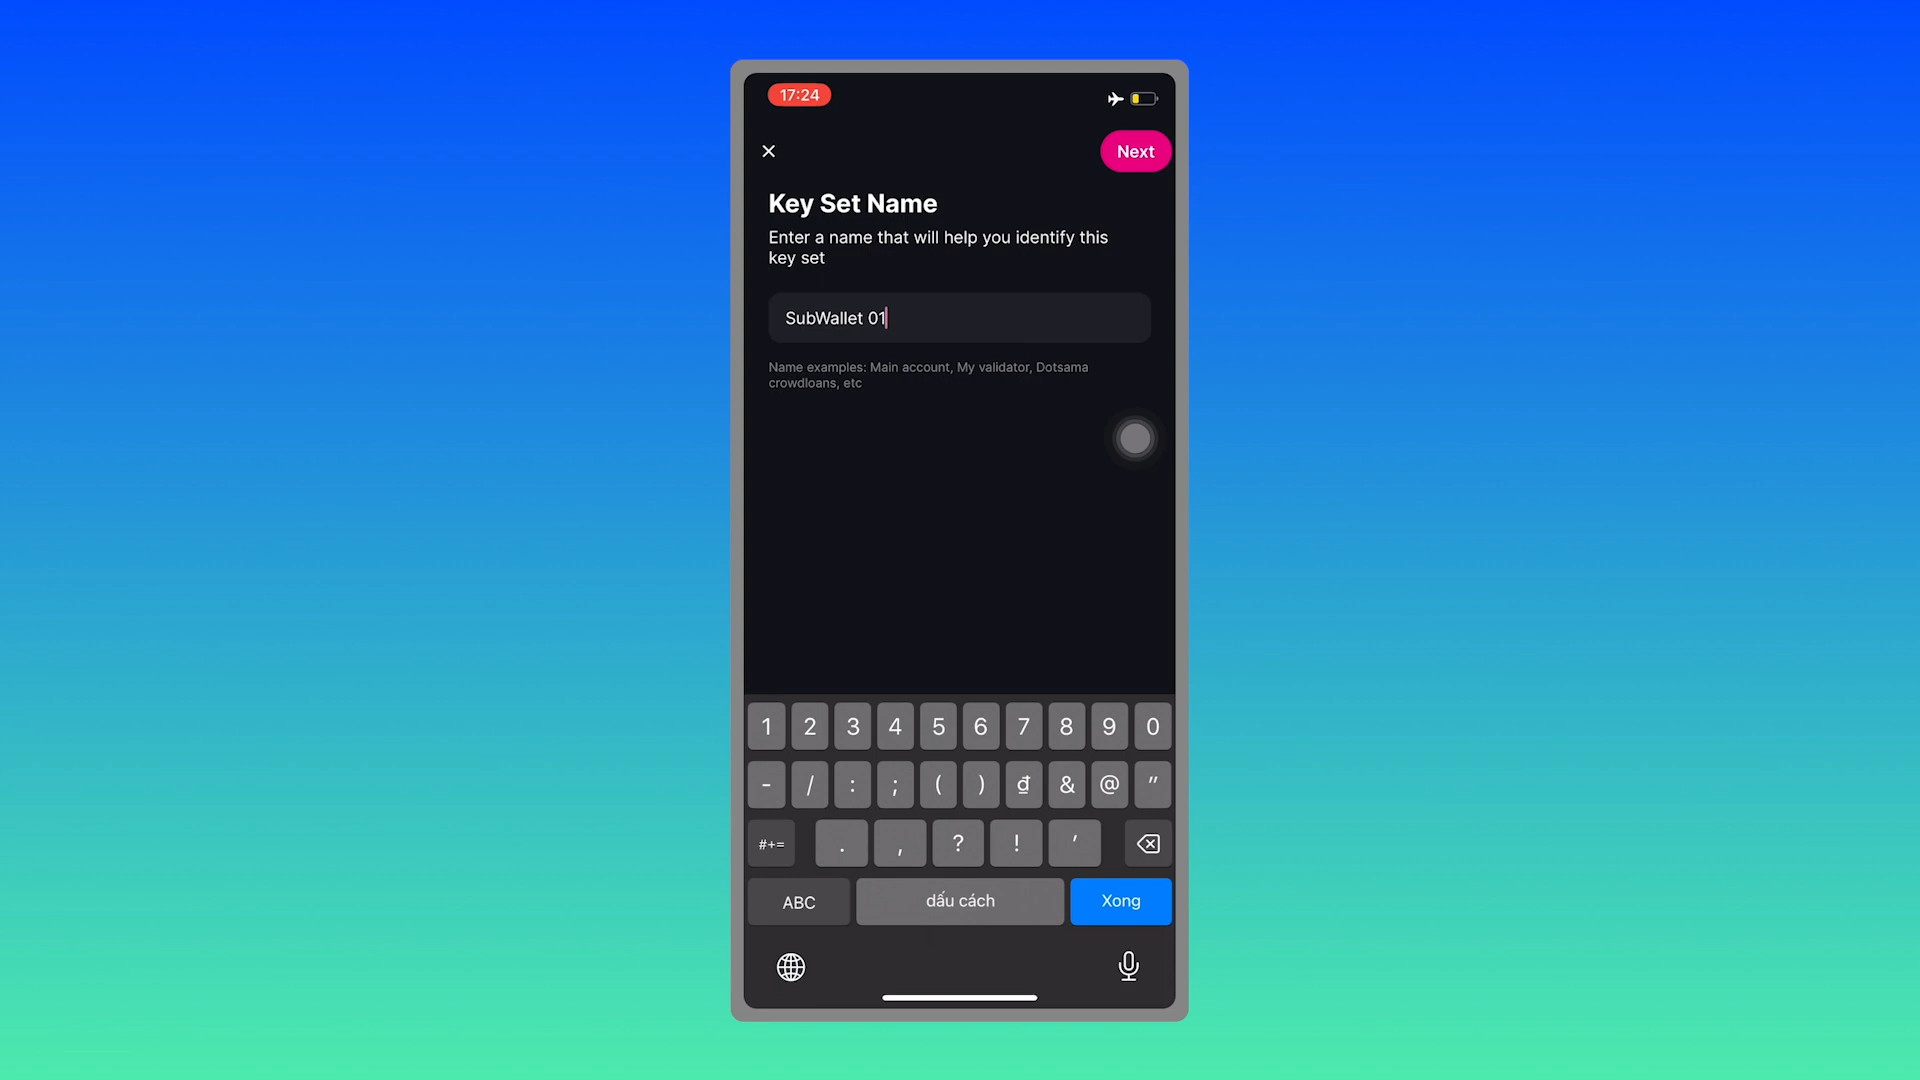 17:24
Next
Key Set Name
Enter a name that will help you identify this
key set
SubWallet 01
Name examples: Main account, My validator, Dotsama
crowdloans, etc
1 2 3 4 5 6 7 8 9 0
- / : ; ( ) ₫ & @ "
#+= . , ? ! '
ABC dấu cách Xong